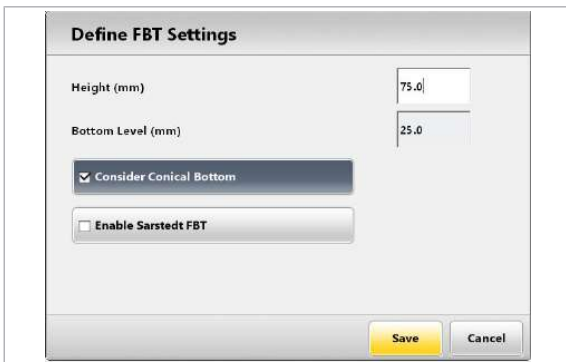 Define FBT Settings
Height (mm) 75.0
Bottom Level (mm) 25.0
Consider Conical Bottom
Enable Sarstedt FBT
Save Cancel